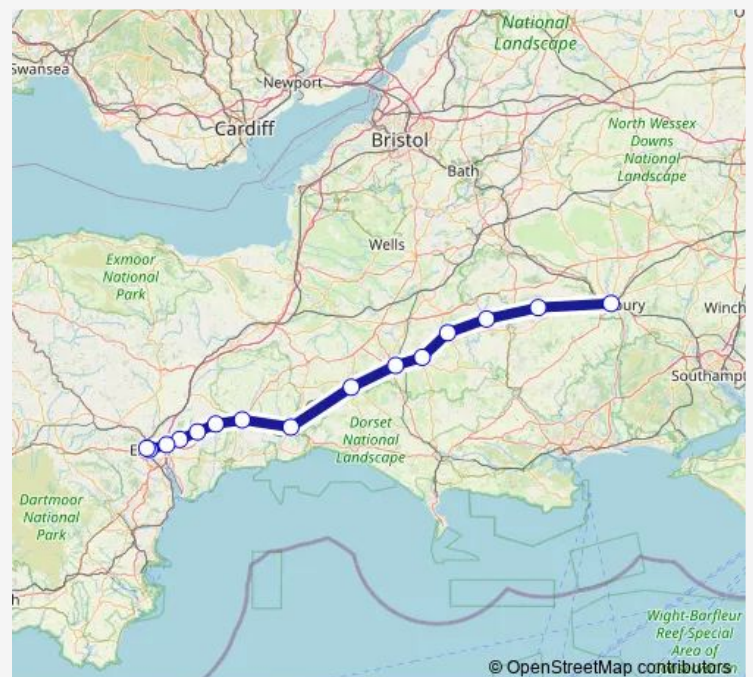 National
Landscape
Swansea
Newport
Cardiff
Bristol
Bath
North Wessex
Downs
National
Landscape
Wells
Exmoor
National
Park
bury
Winch
Southampt
Dorset
National
Landscape
E
Dartmoor
National
Park
h
Wight-Barfleur
Reef Special
Area of
© OpenStreetMap contributors